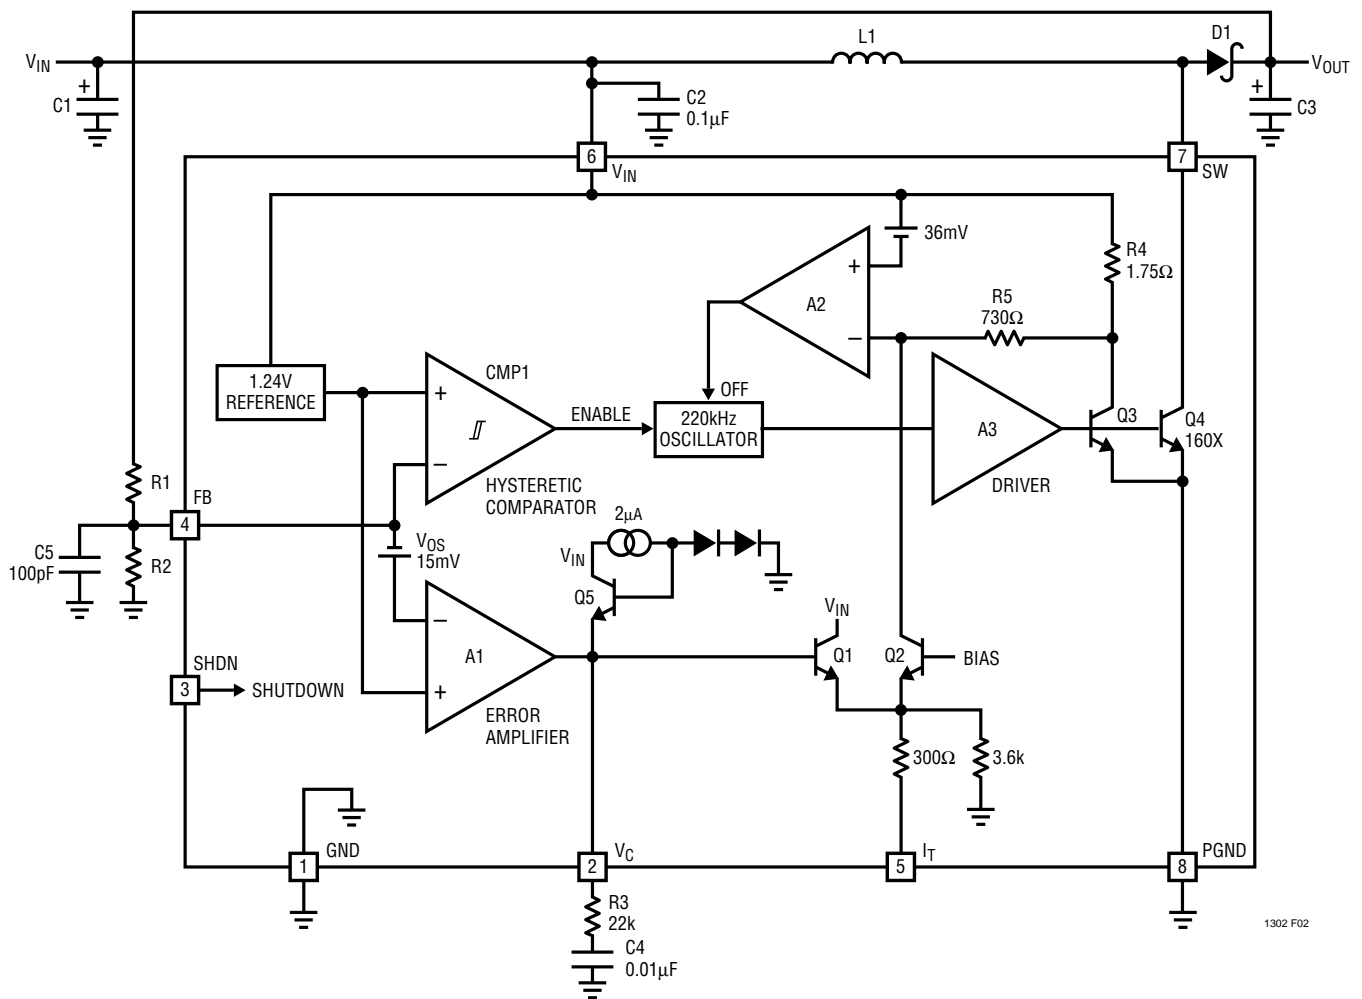 L1
D1
VIN
VOUT
+
C1
C2
0.1µF
+
C3
6
VIN
7
SW
36mV
R4
1.75Ω
+
A2
R5
730Ω
–
1.24V
REFERENCE
CMP1
+
OFF
ENABLE
220kHz
OSCILLATOR
A3
Q3
Q4
160X
–
R1
FB
HYSTERETIC
COMPARATOR
DRIVER
4
2µA
VOS
15mV
VIN
C5
100pF
R2
Q5
VIN
–
A1
Q1
Q2
BIAS
SHDN
3
SHUTDOWN
+
ERROR
AMPLIFIER
300Ω
3.6k
GND
VC
IT
PGND
1
2
5
8
R3
22k
1302 F02
C4
0.01µF